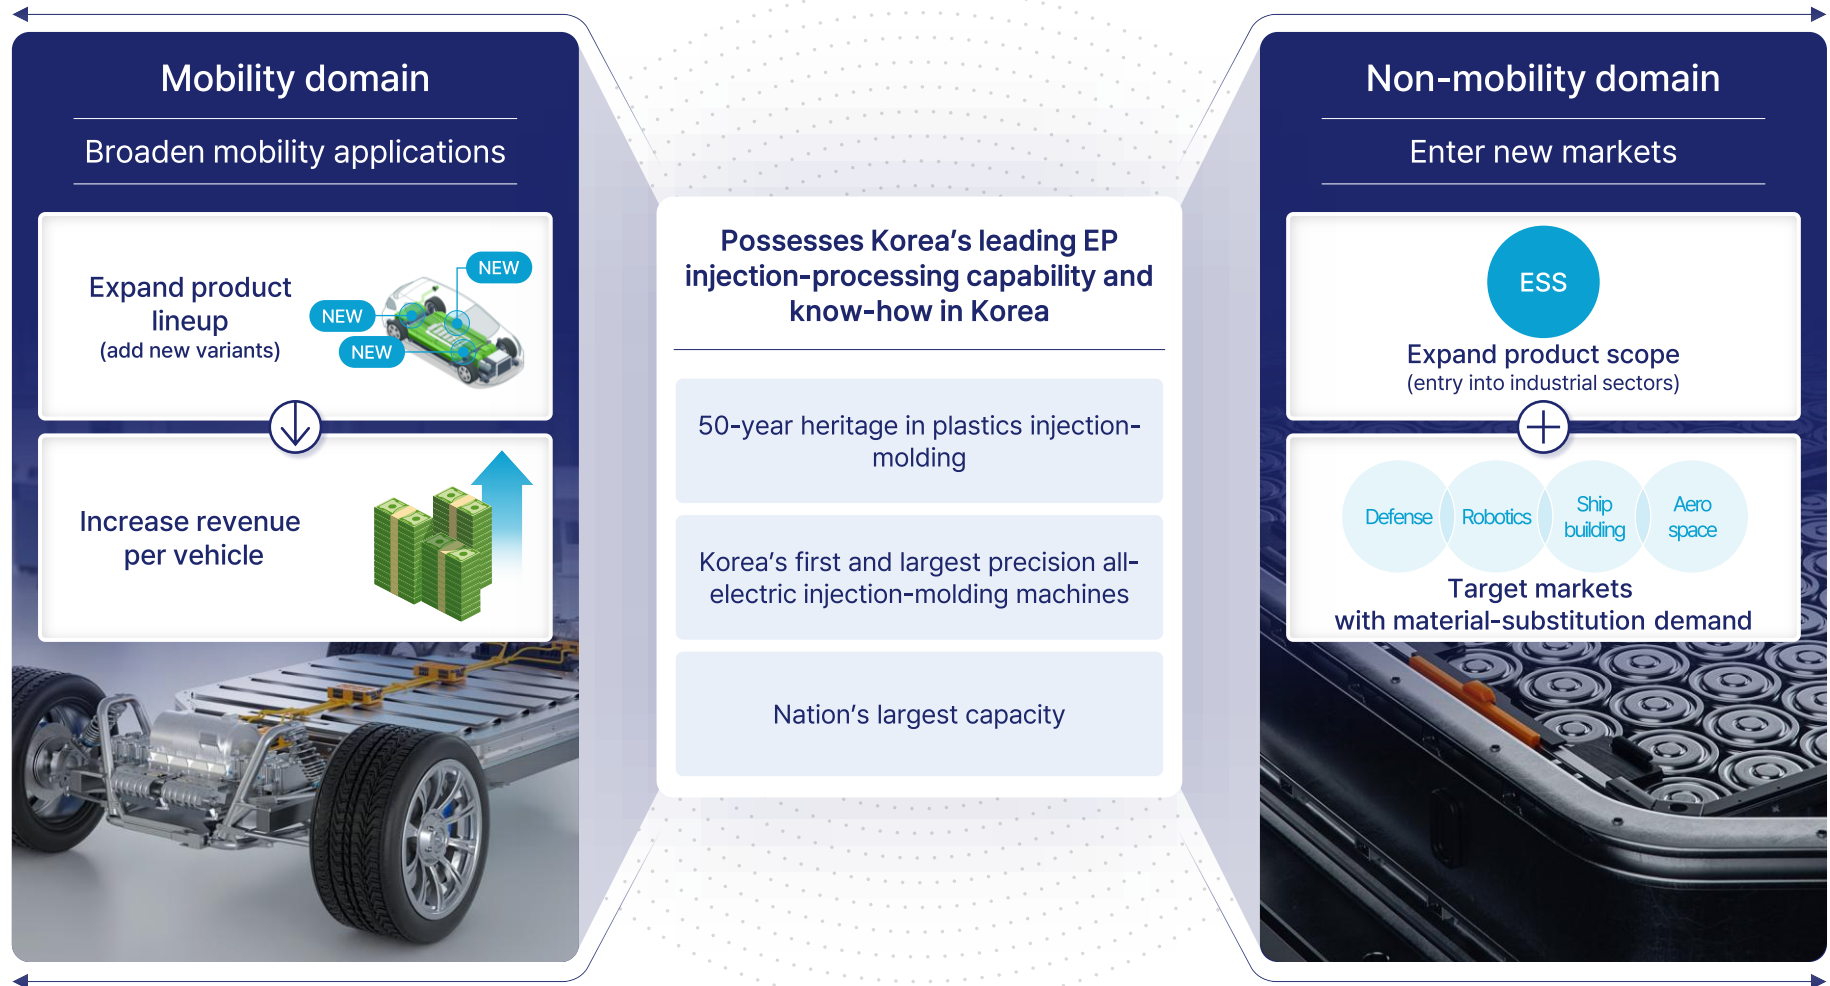 Mobility domain
Broaden mobility applications
Expand product
lineup
(add new variants)
NEW
NEW
NEW
Increase revenue
per vehicle
Possesses Korea's leading EP
injection-processing capability and
know-how in Korea
50-year heritage in plastics injection-
molding
Korea's first and largest precision all-
electric injection-molding machines
Nation's largest capacity
Non-mobility domain
Enter new markets
ESS
Expand product scope
(entry into industrial sectors)
Defense
Robotics
Ship
building
Aero
space
Target markets
with material-substitution demand